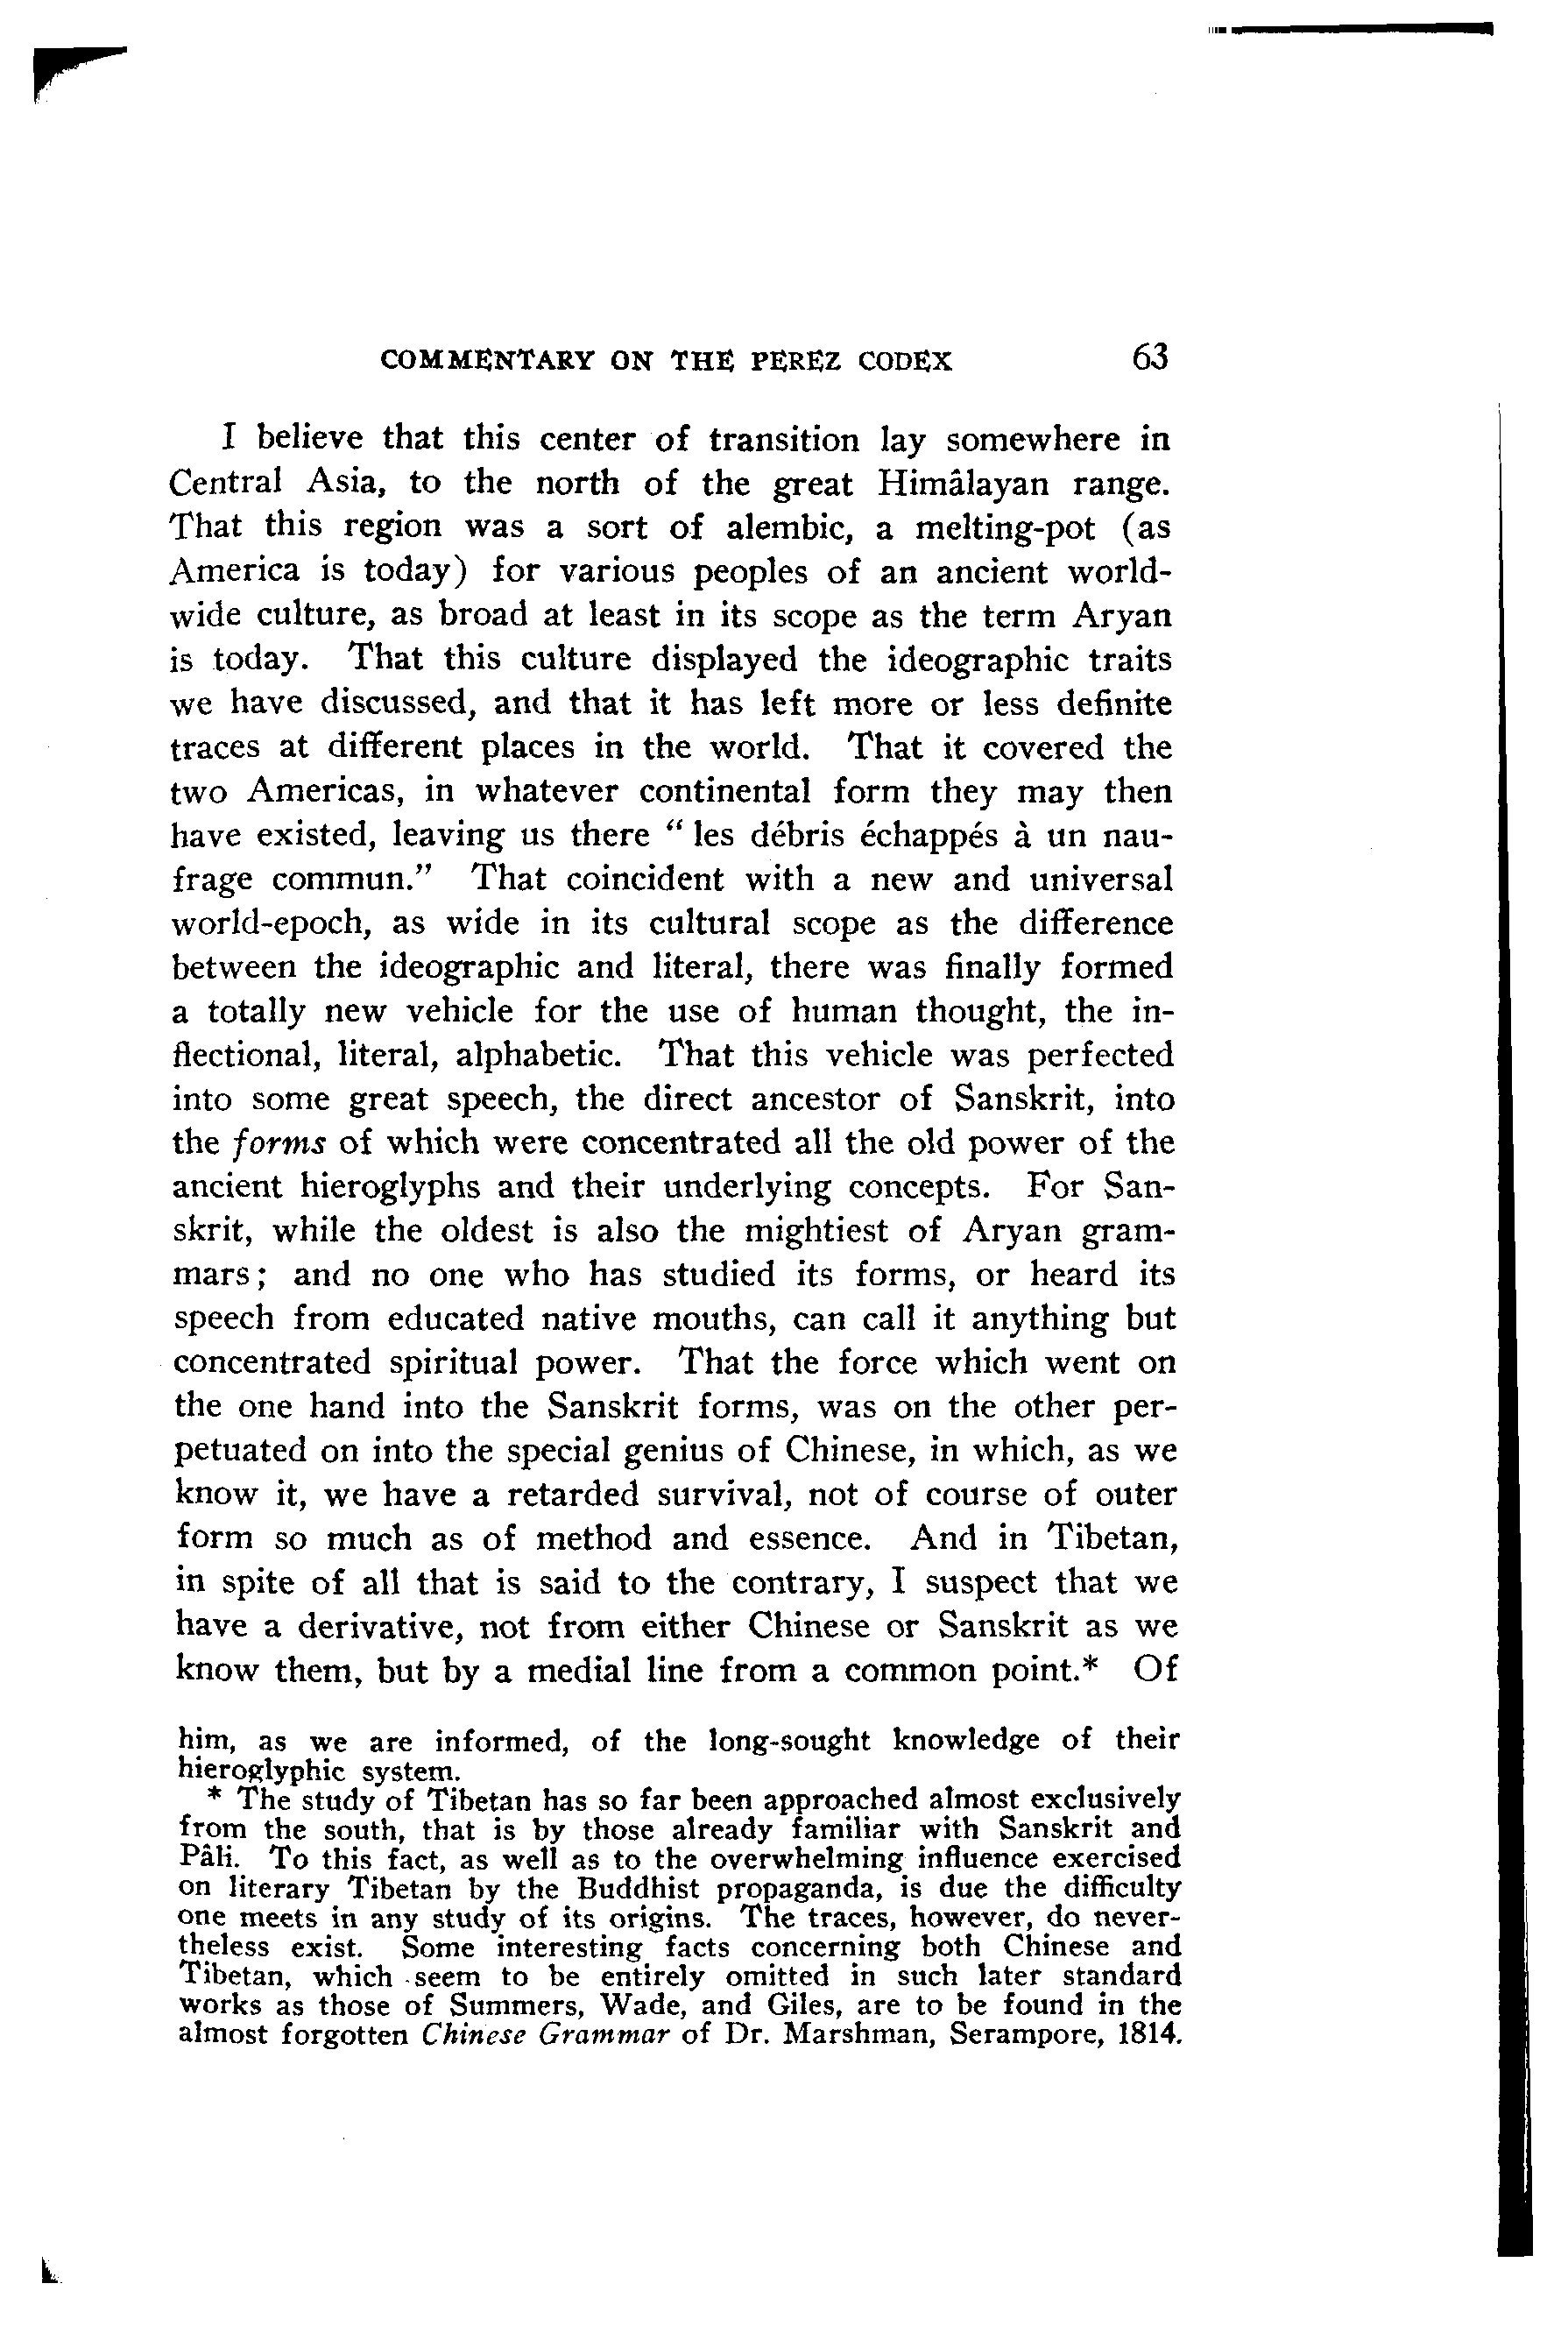 COMMENTARY ON THE PEREZ CODEX 63
I believe that this center of transition lay somewhere in
Central Asia, to the north of the great Himâlayan range.
That this region was a sort of alembic, a melting-pot (as
America is today) for various peoples of an ancient world-
wide culture, as broad at least in its scope as the term Aryan
is today. That this culture displayed the ideographic traits
we have discussed, and that it has left more or less definite
traces at different places in the world. That it covered the
two Americas, in whatever continental form they may then
have existed, leaving us there “ les débris échappés à un nau-
frage commun.” That coincident with a new and universal
world-epoch, as wide in its cultural scope as the difference
between the ideographic and literal, there was finally formed
a totally new vehicle for the use of human thought, the in-
flectional, literal, alphabetic. That this vehicle was perfected
into some great speech, the direct ancestor of Sanskrit, into
the forms of which were concentrated all the old power of the
ancient hieroglyphs and their underlying concepts. For San-
skrit, while the oldest is also the mightiest of Aryan gram-
mars; and no one who has studied its forms, or heard its
speech from educated native mouths, can call it anything but
concentrated spiritual power. That the force which went on
the one hand into the Sanskrit forms, was on the other per-
petuated on into the special genius of Chinese, in which, as we
know it, we have a retarded survival, not of course of outer
form so much as of method and essence. And in Tibetan,
in spite of all that is said to the contrary, I suspect that we
have a derivative, not from either Chinese or Sanskrit as we
know them, but by a medial line from a common point.* Of
him, as we are informed, of the long-sought knowledge of their
hieroglyphic system.
* The study of Tibetan has so far been approached almost exclusively
from the south, that is by those already familiar with Sanskrit and
Pâli. To this fact, as well as to the overwhelming influence exercised
on literary Tibetan by the Buddhist propaganda, is due the difficulty
one meets in any study of its origins. The traces, however, do never-
theless exist. Some interesting facts concerning both Chinese and
Tibetan, which seem to be entirely omitted in such later standard
works as those of Summers, Wade, and Giles, are to be found in the
almost forgotten Chinese Grammar of Dr. Marshman, Serampore, 1814.